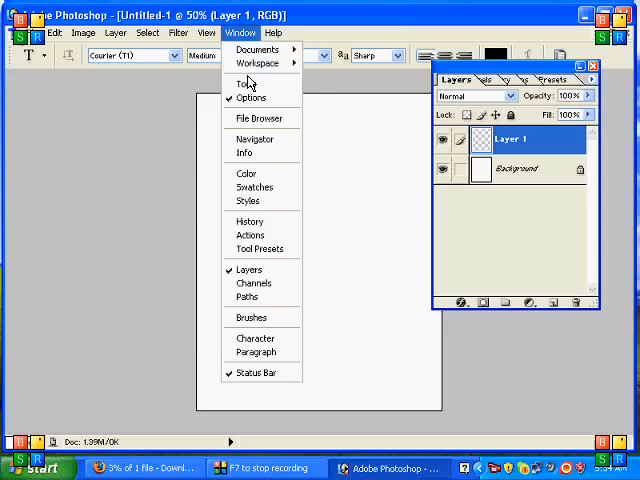 Adobe Photoshop - [Untitled-1 @ 50% (Layer 1, RGB)]
Edit Image Layer Select Filter View Window Help
T Courier (T1) Medium aa Sharp
Documents
Workspace
Options
File Browser
Navigator
Info
Color
Swatches
Styles
History
Actions
Tool Presets
Layers
Channels
Paths
Brushes
Character
Paragraph
Status Bar
Layers Presets
Normal Opacity: 100%
Lock: Fill: 100%
Layer 1
Background
B
S R
B
S R
B
S R
B
S R
Doc: 1.39M/0K
start 3% of 1 file - Downl... F7 to stop recording Adobe Photoshop - ...